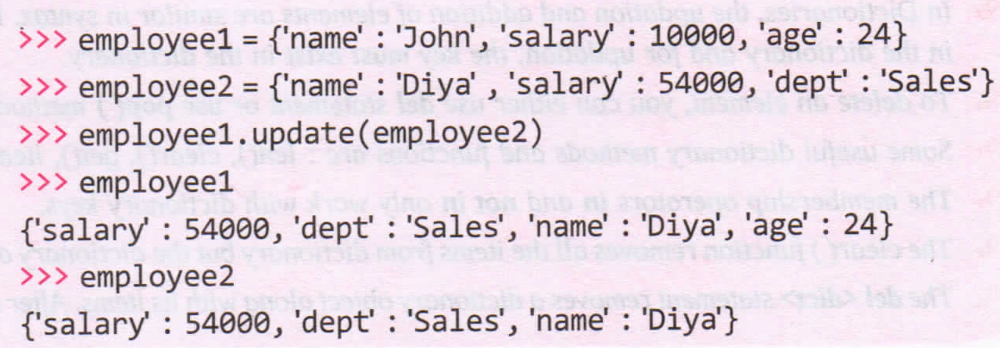 >>> employee1 = {'name' : 'John', 'salary' : 10000, 'age' : 24}
>>> employee2 = {'name' : 'Diya' , 'salary' : 54000, 'dept' : 'Sales'}
>>> employee1.update(employee2)
>>> employee1
{'salary' : 54000, 'dept' : 'Sales', 'name' : 'Diya', 'age' : 24}
>>> employee2
{'salary' : 54000, 'dept' : 'Sales', 'name' : 'Diya'}